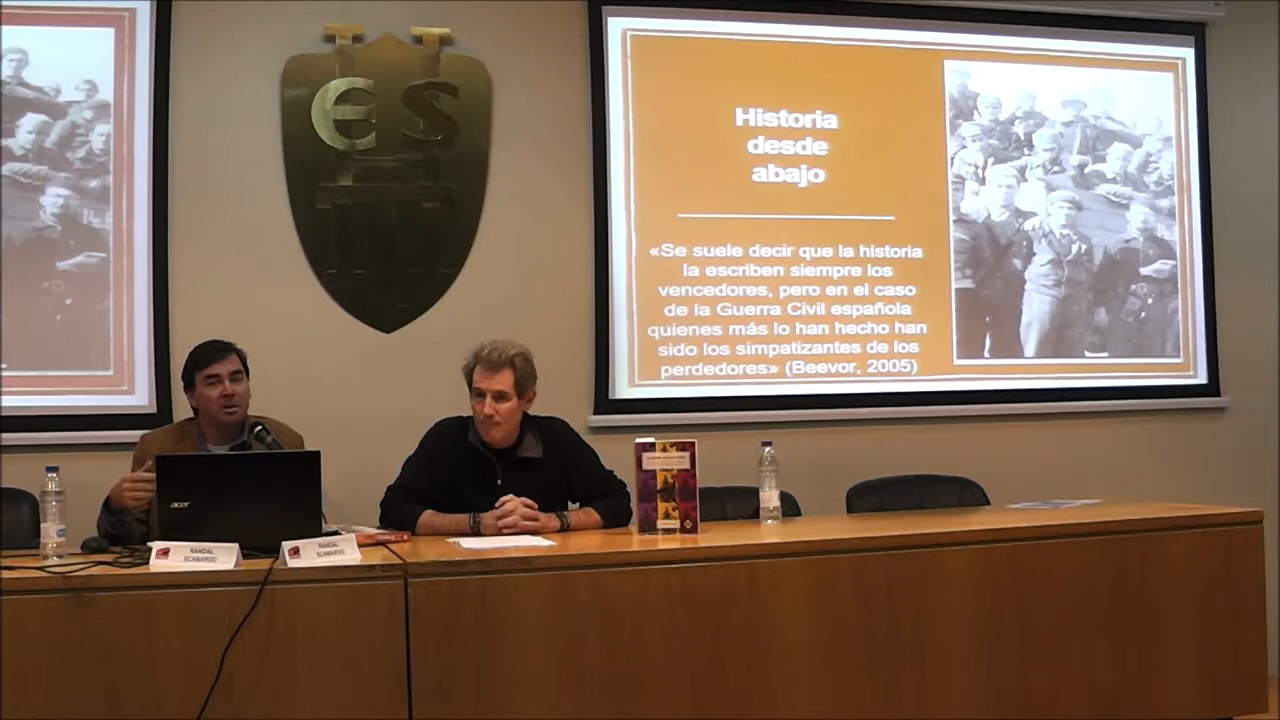 ES
Historia
desde
abajo
«Se suele decir que la historia
la escriben siempre los
vencedores, pero en el caso
de la Guerra Civil española
quienes más lo han hecho han
sido los simpatizantes de los
perdedores» (Beevor, 2005)
acer
RANDAL
SCAMARDO
RANDAL
SCAMARDO